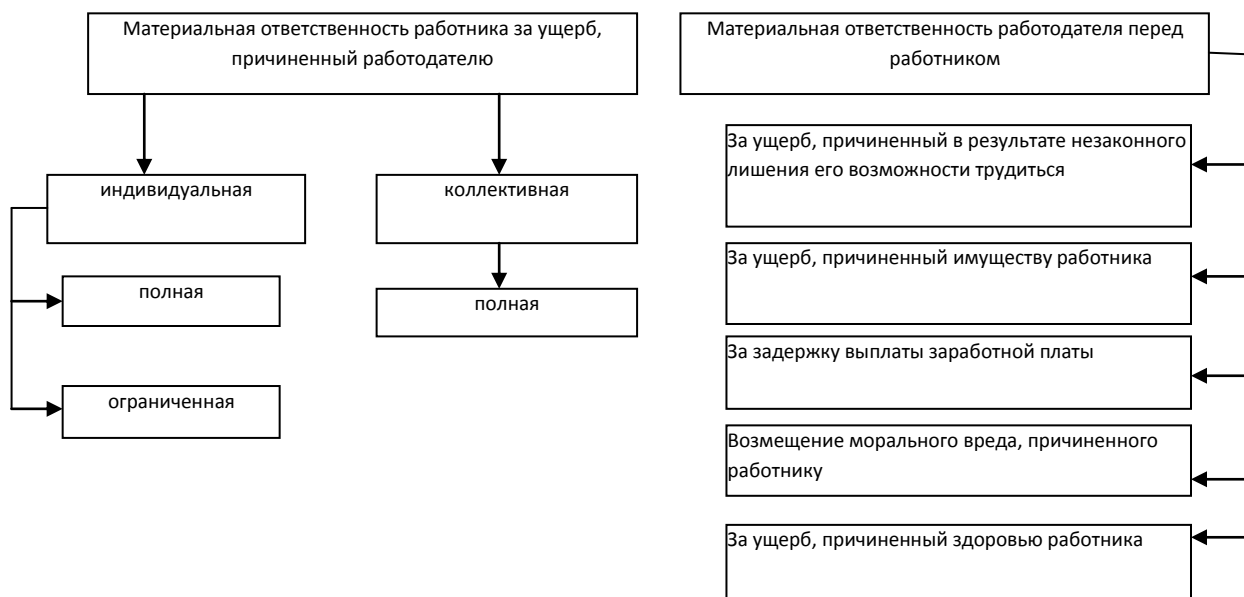 Материальная ответственность работника за ущерб,
причиненный работодателю
индивидуальная
коллективная
полная
полная
ограниченная
Материальная ответственность работодателя перед
работником
За ущерб, причиненный в результате незаконного
лишения его возможности трудиться
За ущерб, причиненный имуществу работника
За задержку выплаты заработной платы
Возмещение морального вреда, причиненного
работнику
За ущерб, причиненный здоровью работника